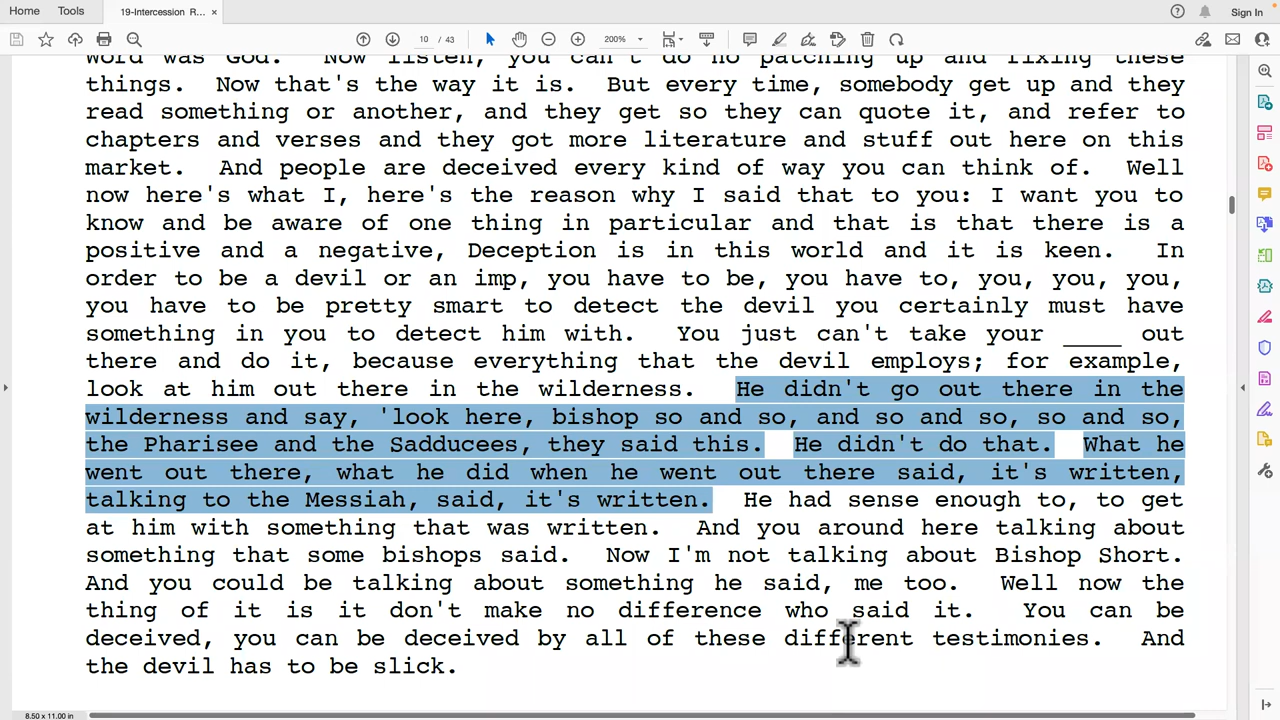 Home Tools 19-Intercession R... × Sign In
10 / 43 200%
Word was God. Now listen, you can't do no patching up and fixing these
things. Now that's the way it is. But every time, somebody get up and they
read something or another, and they get so they can quote it, and refer to
chapters and verses and they got more literature and stuff out here on this
market. And people are deceived every kind of way you can think of. Well
now here's what I, here's the reason why I said that to you: I want you to
know and be aware of one thing in particular and that is that there is a
positive and a negative, Deception is in this world and it is keen. In
order to be a devil or an imp, you have to be, you have to, you, you, you,
you have to be pretty smart to detect the devil you certainly must have
something in you to detect him with. You just can't take your ____ out
there and do it, because everything that the devil employs; for example,
look at him out there in the wilderness. He didn't go out there in the
wilderness and say, 'look here, bishop so and so, and so and so, so and so,
the Pharisee and the Sadducees, they said this. He didn't do that. What he
went out there, what he did when he went out there said, it's written,
talking to the Messiah, said, it's written. He had sense enough to, to get
at him with something that was written. And you around here talking about
something that some bishops said. Now I'm not talking about Bishop Short.
And you could be talking about something he said, me too. Well now the
thing of it is it don't make no difference who said it. You can be
deceived, you can be deceived by all of these different testimonies. And
the devil has to be slick.
8.50 x 11.00 in